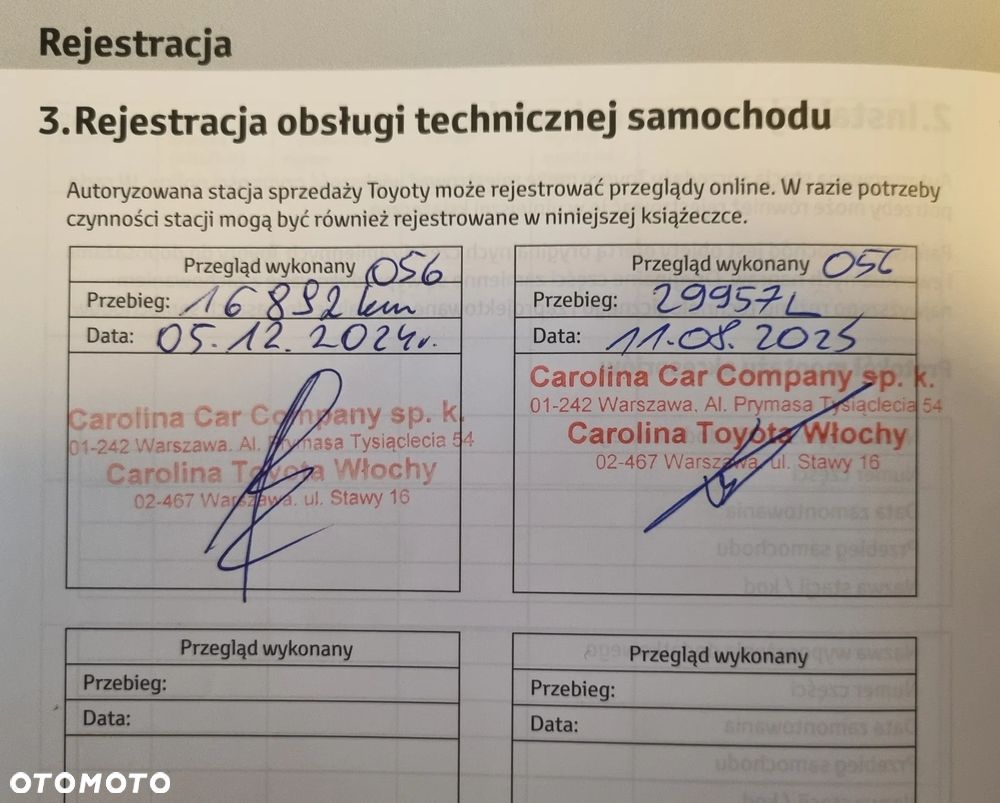 Rejestracja
3. Rejestracja obsługi technicznej samochodu
Autoryzowana stacja sprzedaży Toyoty może rejestrować przeglądy online. W razie potrzeby
czynności stacji mogą być również rejestrowane w niniejszej książeczce.
Przegląd wykonany 056
Przebieg: 16892 km
Data: 05.12.2024r.
Carolina Car Company sp. k.
01-242 Warszawa. Al. Prymasa Tysiąclecia 54
Carolina Toyota Włochy
02-467 Warszawa. ul. Stawy 16
Przegląd wykonany 056
Przebieg: 29957
Data: 11.08.2025
Carolina Car Company sp. k.
01-242 Warszawa. Al. Prymasa Tysiąclecia 54
Carolina Toyota Włochy
02-467 Warszawa. ul. Stawy 16
Przegląd wykonany
Przebieg:
Data:
Przegląd wykonany
Przebieg:
Data:
OTOMOTO